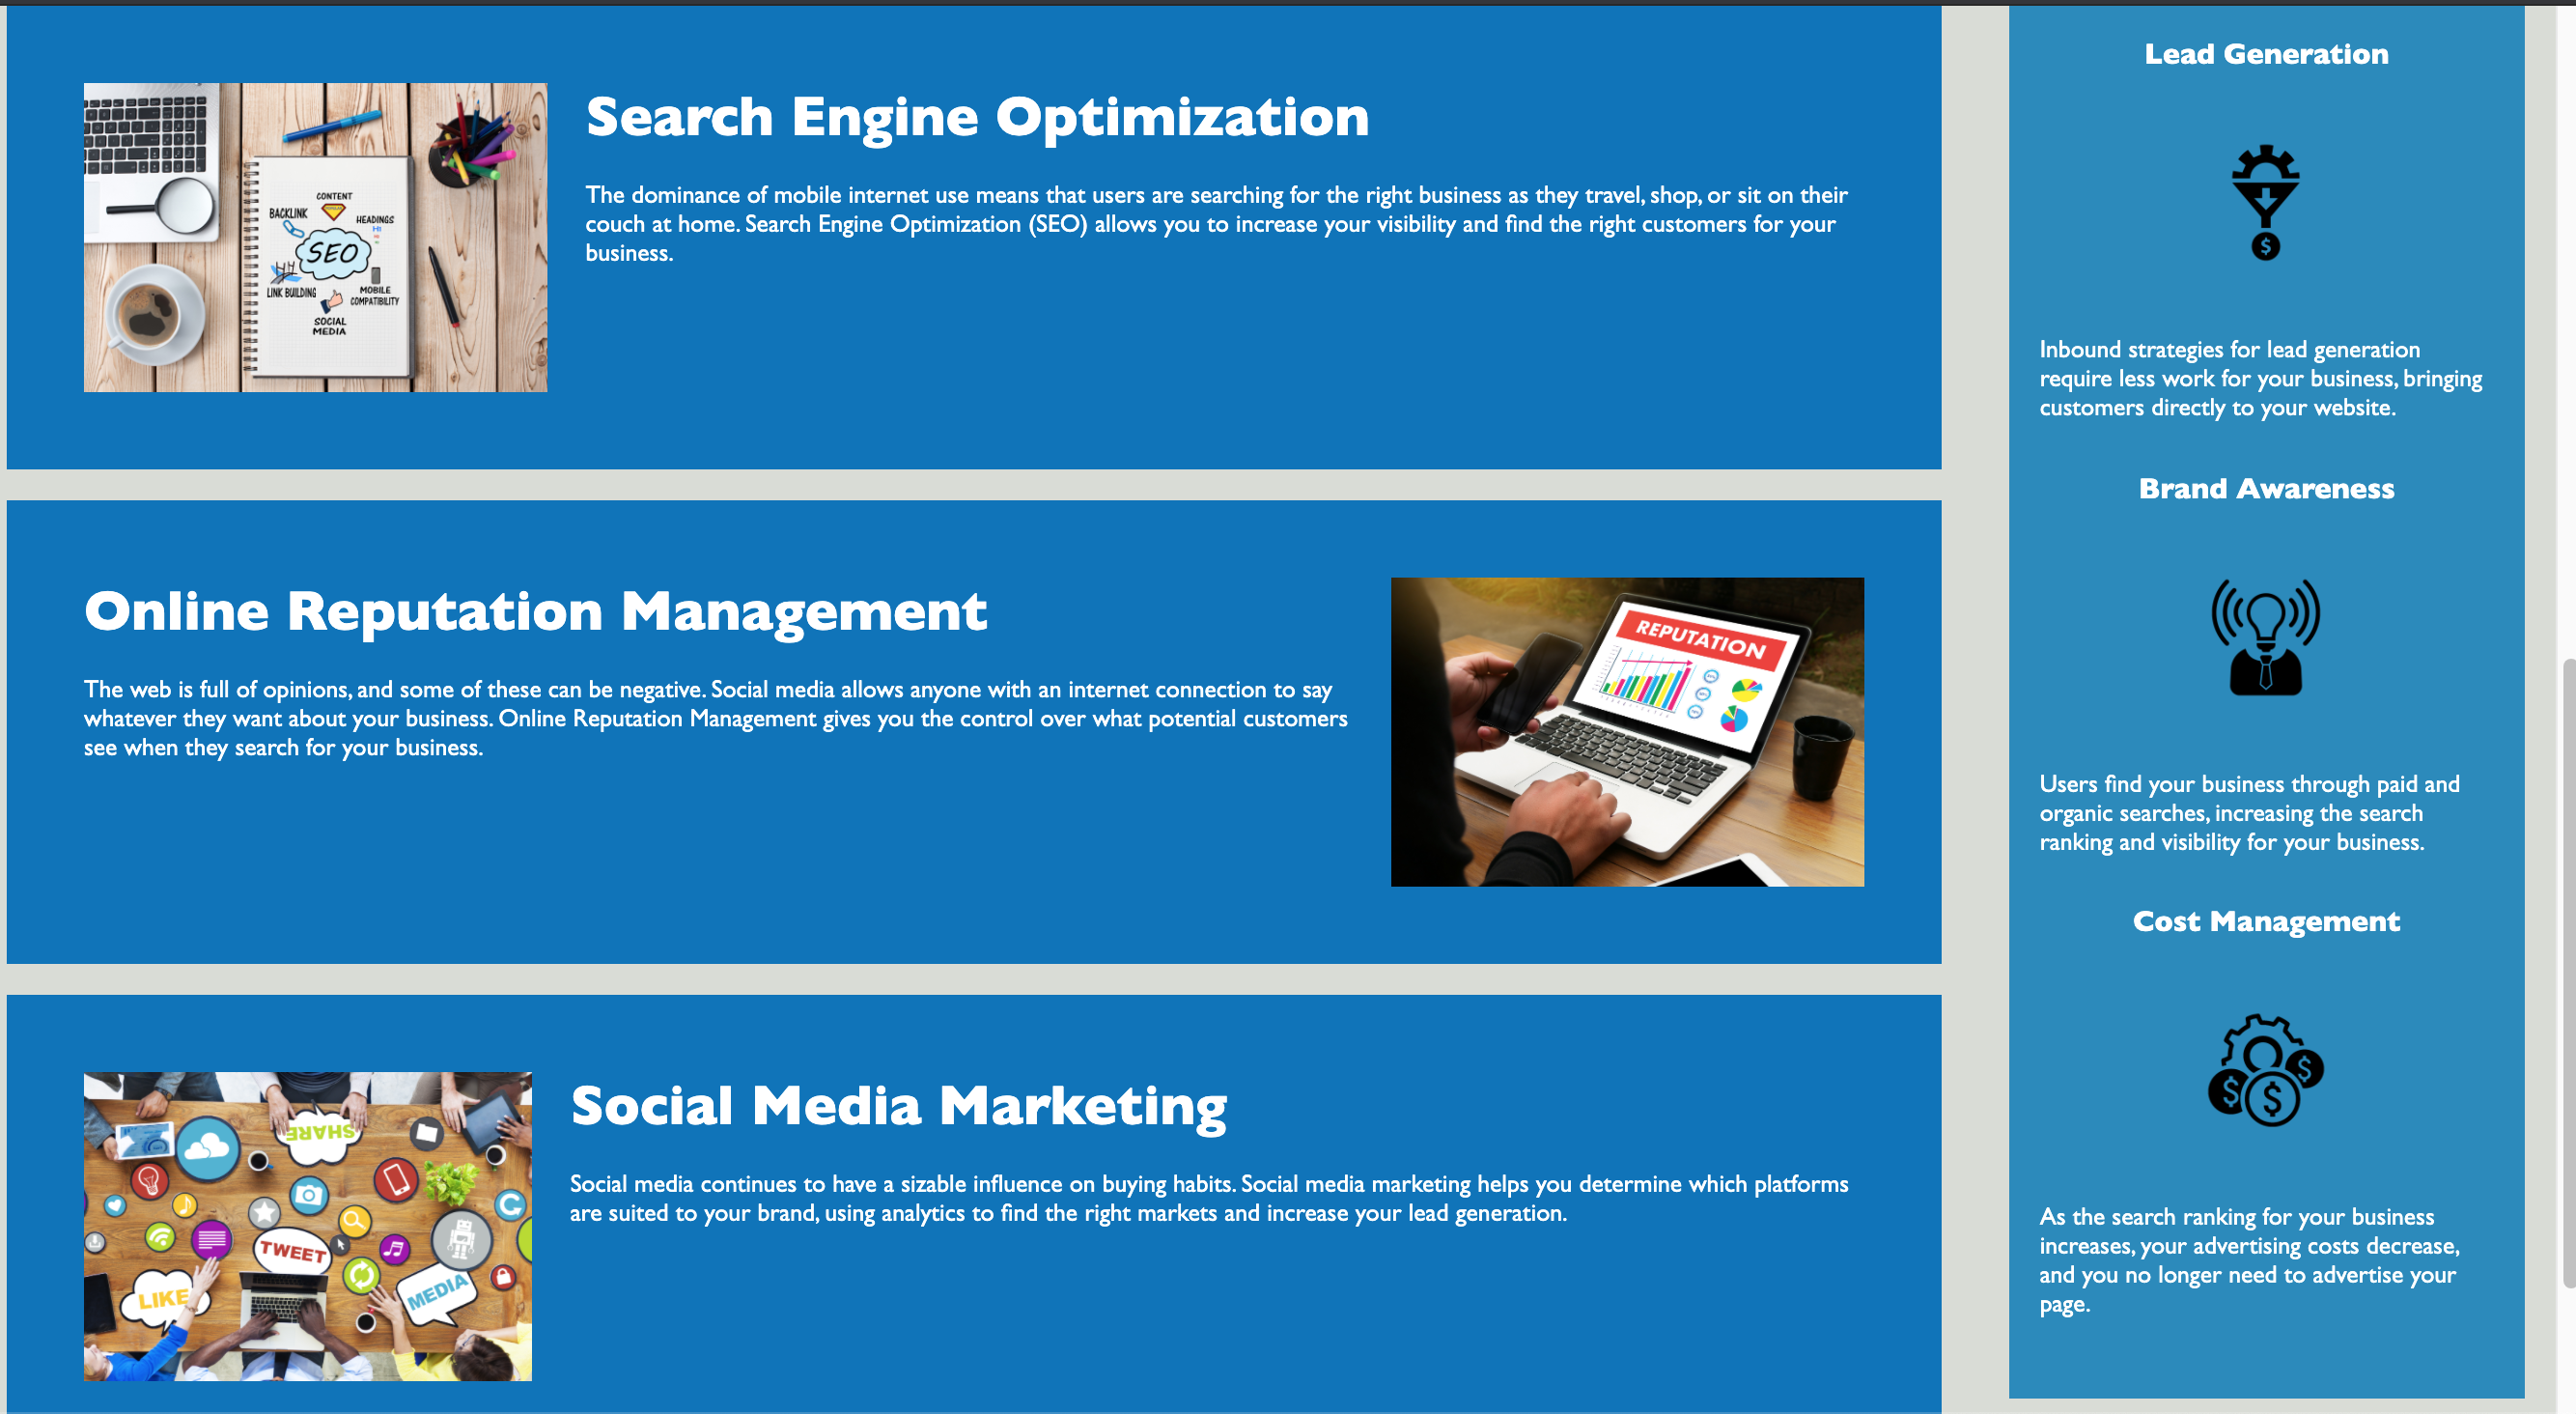 Search Engine Optimization
The dominance of mobile internet use means that users are searching for the right business as they travel, shop, or sit on their
couch at home. Search Engine Optimization (SEO) allows you to increase your visibility and find the right customers for your
business.
CONTENT
BACKLINK
HEADINGS
H1
SEO
LINK BUILDING
MOBILE
COMPATIBILITY
SOCIAL
MEDIA
Online Reputation Management
The web is full of opinions, and some of these can be negative. Social media allows anyone with an internet connection to say
whatever they want about your business. Online Reputation Management gives you the control over what potential customers
see when they search for your business.
REPUTATION
Social Media Marketing
Social media continues to have a sizable influence on buying habits. Social media marketing helps you determine which platforms
are suited to your brand, using analytics to find the right markets and increase your lead generation.
SHARE
TWEET
LIKE
MEDIA
Lead Generation
$
Inbound strategies for lead generation
require less work for your business, bringing
customers directly to your website.
Brand Awareness
Users find your business through paid and
organic searches, increasing the search
ranking and visibility for your business.
Cost Management
$
$
$
As the search ranking for your business
increases, your advertising costs decrease,
and you no longer need to advertise your
page.